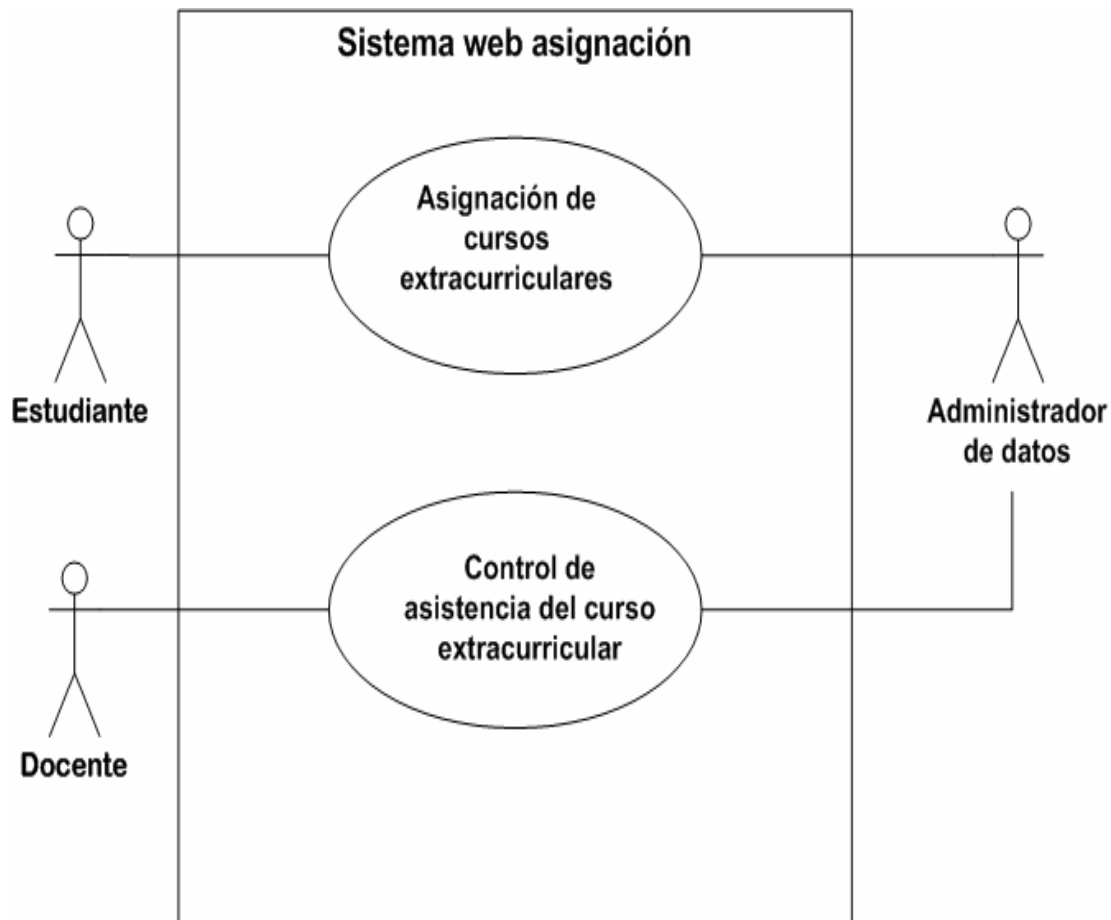 Sistema web asignación
Asignación de
cursos
extracurriculares
Estudiante
Administrador
de datos
Control de
asistencia del curso
extracurricular
Docente